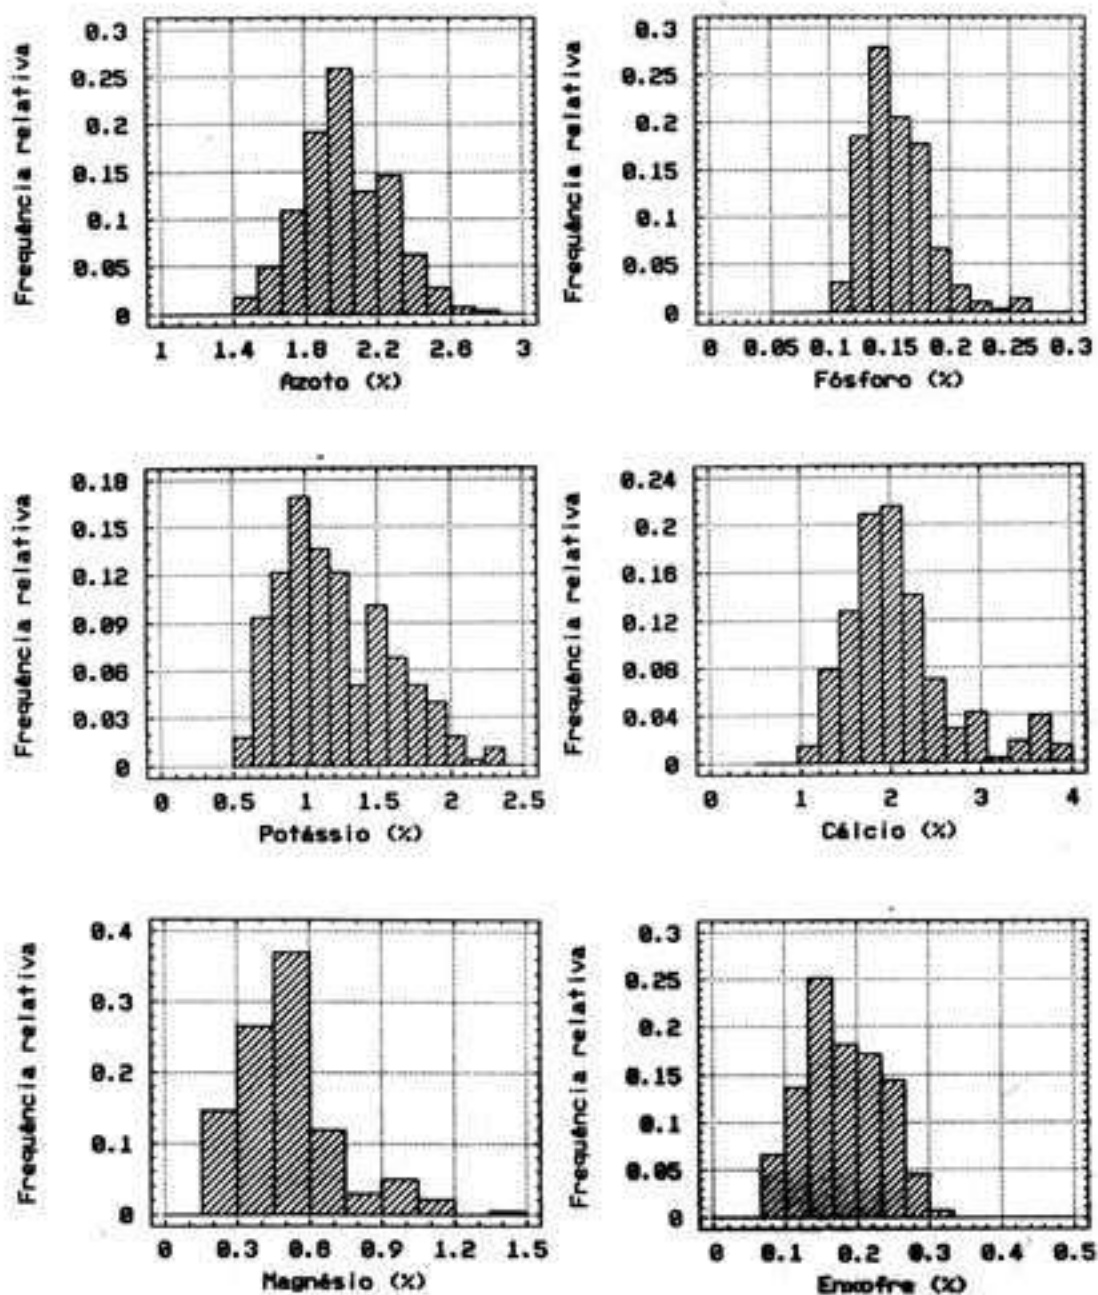 Frequência relativa
0.3
0.25
0.2
0.15
0.1
0.05
0
1 1.4 1.8 2.2 2.6 3
Azoto (%)
Frequência relativa
0.3
0.25
0.2
0.15
0.1
0.05
0
0 0.05 0.1 0.15 0.2 0.25 0.3
Fósforo (%)
Frequência relativa
0.18
0.15
0.12
0.09
0.06
0.03
0
0 0.5 1 1.5 2 2.5
Potássio (%)
Frequência relativa
0.24
0.2
0.16
0.12
0.08
0.04
0
0 1 2 3 4
Cálcio (%)
Frequência relativa
0.4
0.3
0.2
0.1
0
0 0.3 0.6 0.9 1.2 1.5
Magnésio (%)
Frequência relativa
0.3
0.25
0.2
0.15
0.1
0.05
0
0 0.1 0.2 0.3 0.4 0.5
Enxofre (%)